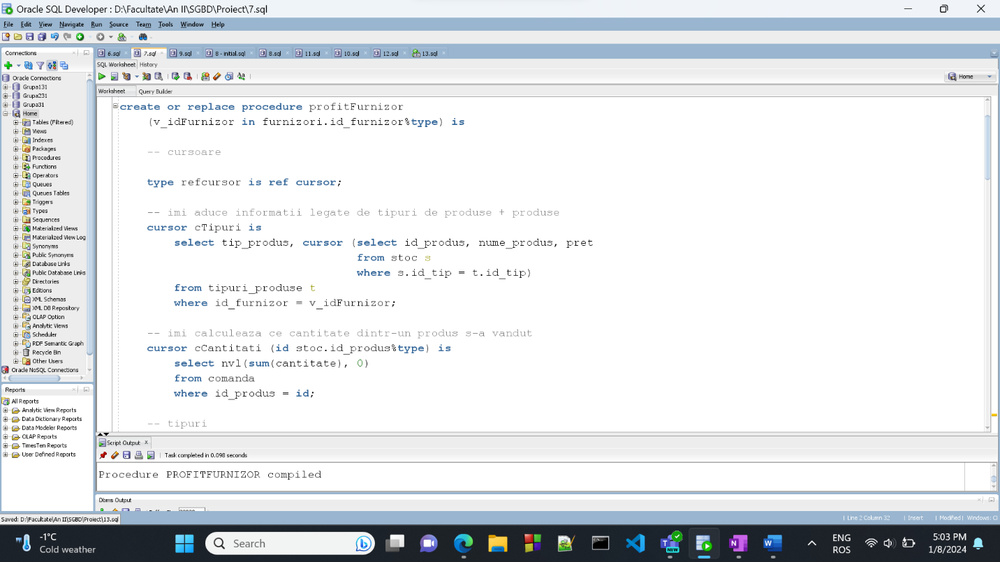 Oracle SQL Developer : D:\Facultate\An II\SGBD\Proiect\7.sql
File Edit View Navigate Run Source Team Tools Window Help
Connections
6.sql 7.sql 9.sql 8 - initial.sql 8.sql 11.sql 10.sql 12.sql 13.sql
SQL Worksheet History
Home
Worksheet Query Builder
Oracle Connections
Grupa131
Grupa231
Grupa31
Home
Tables (Filtered)
Views
Indexes
Packages
Procedures
Functions
Operators
Queues
Queues Tables
Triggers
Types
Sequences
Materialized Views
Materialized View Log
Synonyms
Public Synonyms
Database Links
Public Database Links
Directories
Editions
XML Schemas
XML DB Repository
OLAP Option
Analytic Views
Scheduler
RDF Semantic Graph
Recycle Bin
Other Users
Oracle NoSQL Connections
create or replace procedure profitFurnizor
(v_idFurnizor in furnizori.id_furnizor%type) is
-- cursoare
type refcursor is ref cursor;
-- imi aduce informatii legate de tipuri de produse + produse
cursor cTipuri is
select tip_produs, cursor (select id_produs, nume_produs, pret
from stoc s
where s.id_tip = t.id_tip)
from tipuri_produse t
where id_furnizor = v_idFurnizor;
-- imi calculeaza ce cantitate dintr-un produs s-a vandut
cursor cCantitati (id stoc.id_produs%type) is
select nvl(sum(cantitate), 0)
from comanda
where id_produs = id;
-- tipuri
Reports
All Reports
Analytic View Reports
Data Dictionary Reports
Data Modeler Reports
OLAP Reports
TimesTen Reports
User Defined Reports
Script Output
Task completed in 0.098 seconds
Procedure PROFITFURNIZOR compiled
Dbms Output
Saved: D:\Facultate\An II\SGBD\Proiect\13.sql
Line 2 Column 32 Insert Modified Windows: Cl
-1°C
Cold weather
Search
NEW
ENG
ROS
5:03 PM
1/8/2024